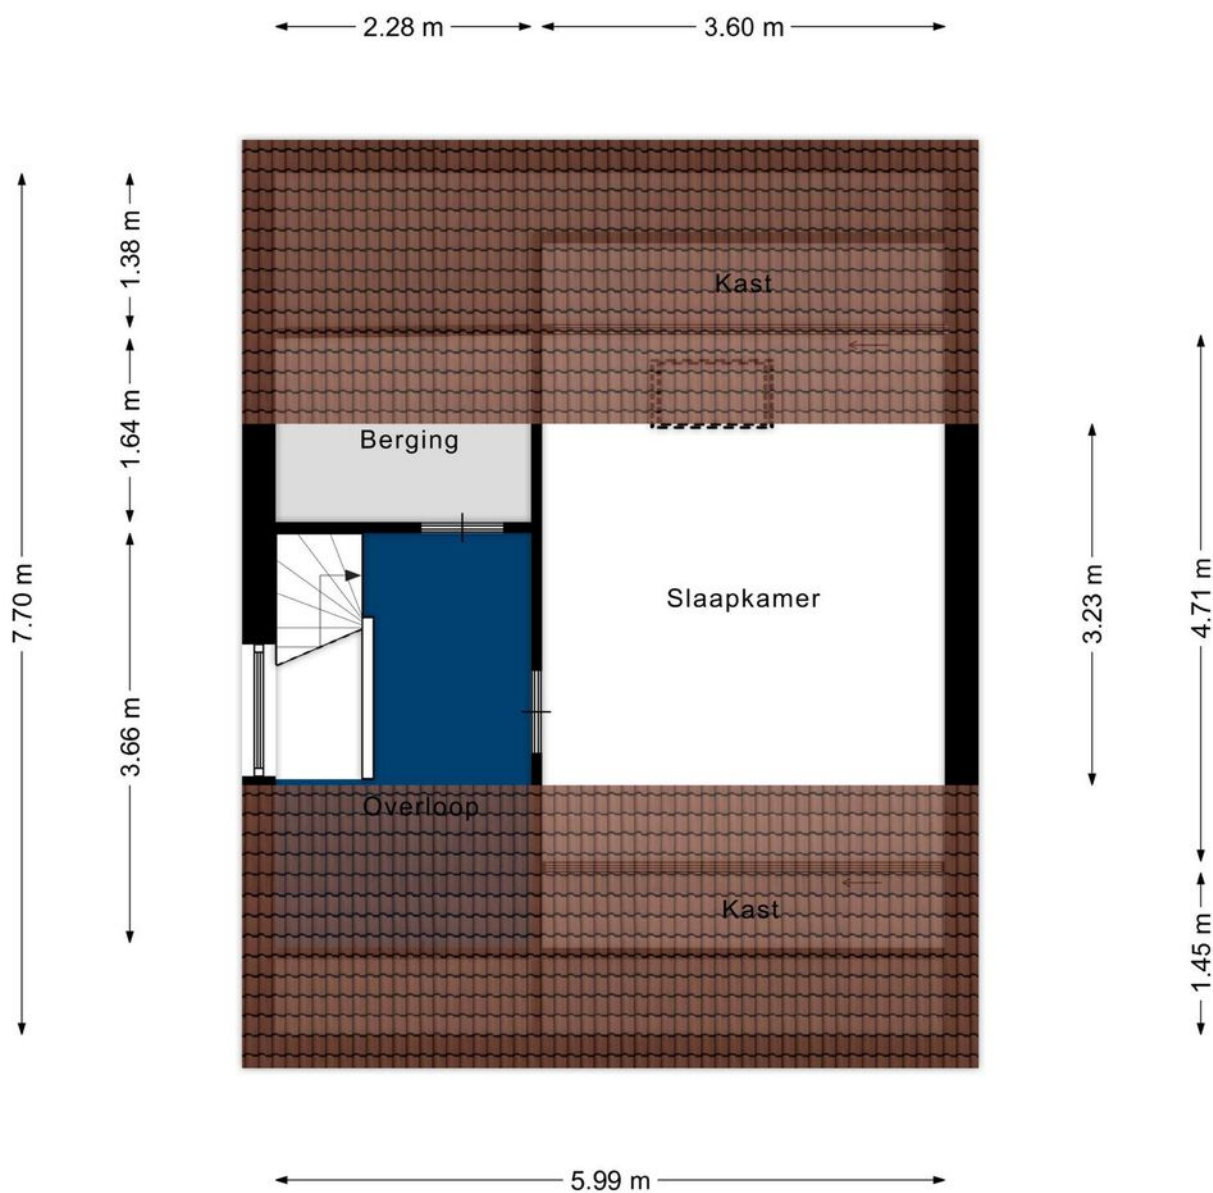 2.28 m
3.60 m
1.38 m
Kast
1.64 m
Berging
7.70 m
Slaapkamer
3.23 m
4.71 m
3.66 m
Overloop
Kast
1.45 m
5.99 m